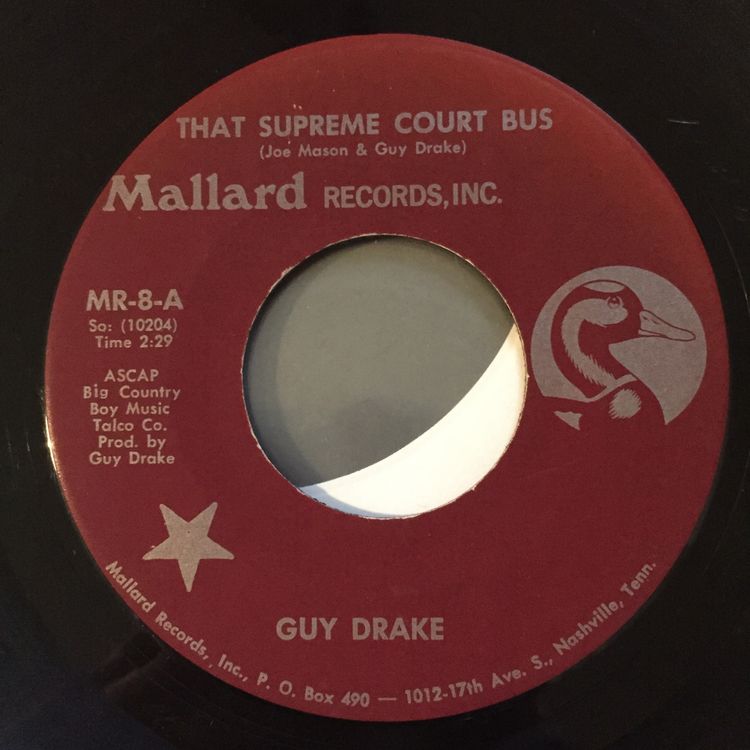 THAT SUPREME COURT BUS
(Joe Mason & Guy Drake)
Mallard RECORDS, INC.
MR-8-A
So: (10204)
Time 2:29
ASCAP
Big Country
Boy Music
Talco Co.
Prod. by
Guy Drake
GUY DRAKE
Mallard Records, Inc., P. O. Box 490 — 1012-17th Ave. S., Nashville, Tenn.